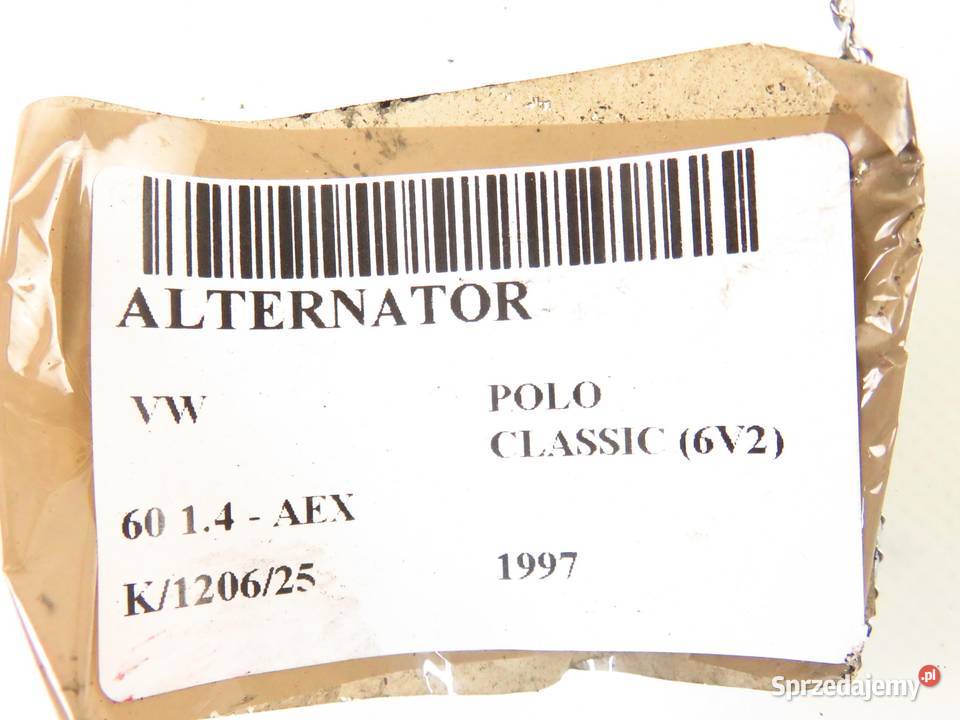 ALTERNATOR
VW
POLO
CLASSIC (6V2)
60 1.4 - AEX
K/1206/25
1997
Sprzedajemy.pl